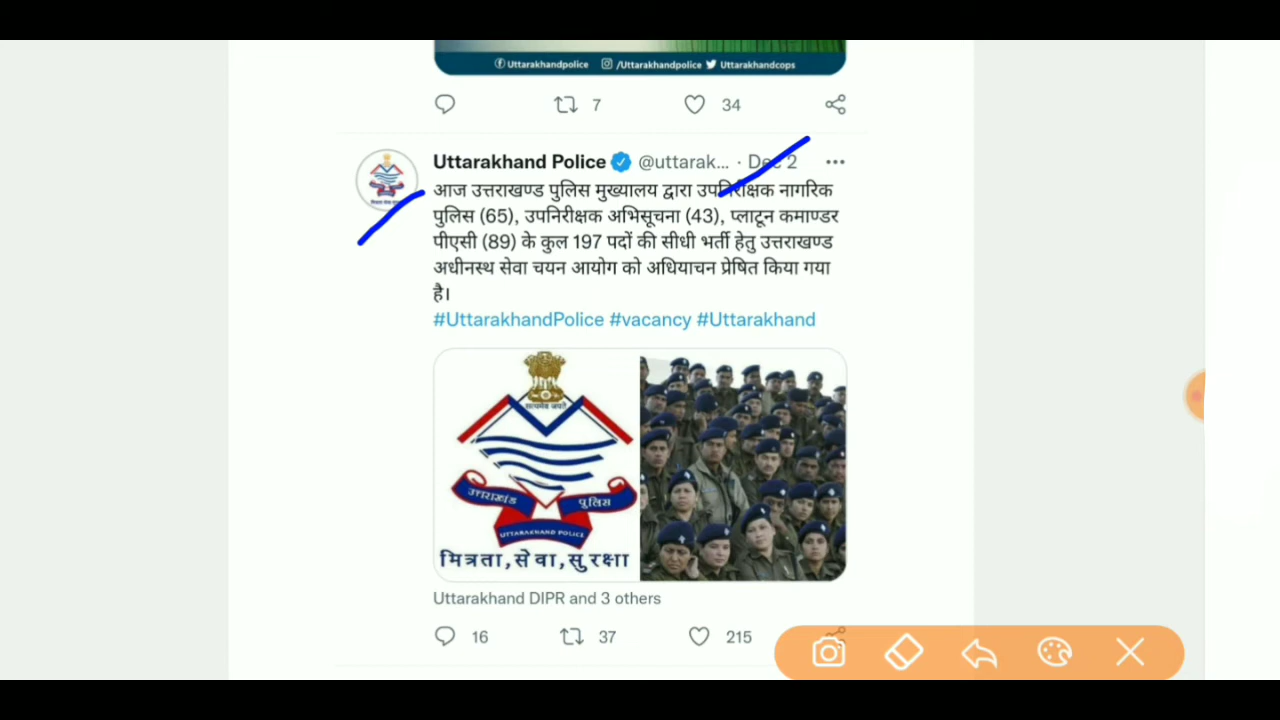 Uttarakhandpolice /Uttarakhandpolice Uttarakhandcops
7 34
Uttarakhand Police @uttarak... · Dec 2
आज उत्तराखण्ड पुलिस मुख्यालय द्वारा उपनिरीक्षक नागरिक
पुलिस (65), उपनिरीक्षक अभिसूचना (43), प्लाटून कमाण्डर
पीएसी (89) के कुल 197 पदों की सीधी भर्ती हेतु उत्तराखण्ड
अधीनस्थ सेवा चयन आयोग को अधियाचन प्रेषित किया गया
है।
#UttarakhandPolice #vacancy #Uttarakhand
सत्यमेव जयते
उत्तराखंड पुलिस
UTTARAKHAND POLICE
मित्रता, सेवा, सुरक्षा
Uttarakhand DIPR and 3 others
16 37 215